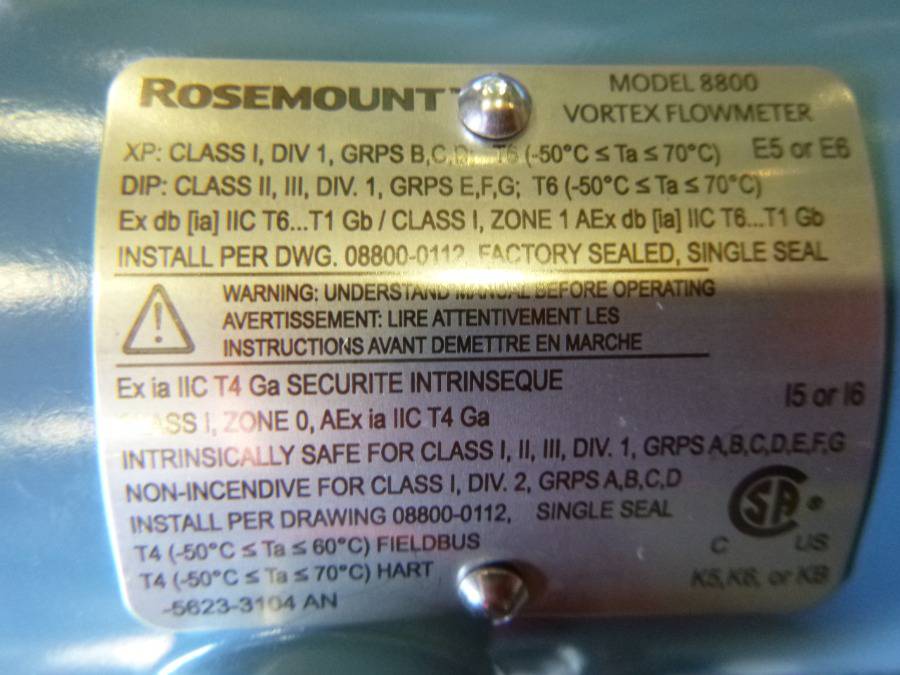 ROSEMOUNT™
MODEL 8800
VORTEX FLOWMETER
XP: CLASS I, DIV 1, GRPS B,C,D; T6 (-50°C ≤ Ta ≤ 70°C) E5 or E6
DIP: CLASS II, III, DIV. 1, GRPS E,F,G; T6 (-50°C ≤ Ta ≤ 70°C)
Ex db [ia] IIC T6...T1 Gb / CLASS I, ZONE 1 AEx db [ia] IIC T6...T1 Gb
INSTALL PER DWG. 08800-0112, FACTORY SEALED, SINGLE SEAL
WARNING: UNDERSTAND MANUAL BEFORE OPERATING
AVERTISSEMENT: LIRE ATTENTIVEMENT LES
INSTRUCTIONS AVANT DEMETTRE EN MARCHE
Ex ia IIC T4 Ga SECURITE INTRINSEQUE I5 or I6
CLASS I, ZONE 0, AEx ia IIC T4 Ga
INTRINSICALLY SAFE FOR CLASS I, II, III, DIV. 1, GRPS A,B,C,D,E,F,G
NON-INCENDIVE FOR CLASS I, DIV. 2, GRPS A,B,C,D
INSTALL PER DRAWING 08800-0112, SINGLE SEAL
SA ®
C US
T4 (-50°C ≤ Ta ≤ 60°C) FIELDBUS
T4 (-50°C ≤ Ta ≤ 70°C) HART
K5,K6, or KB
-5623-3104 AN